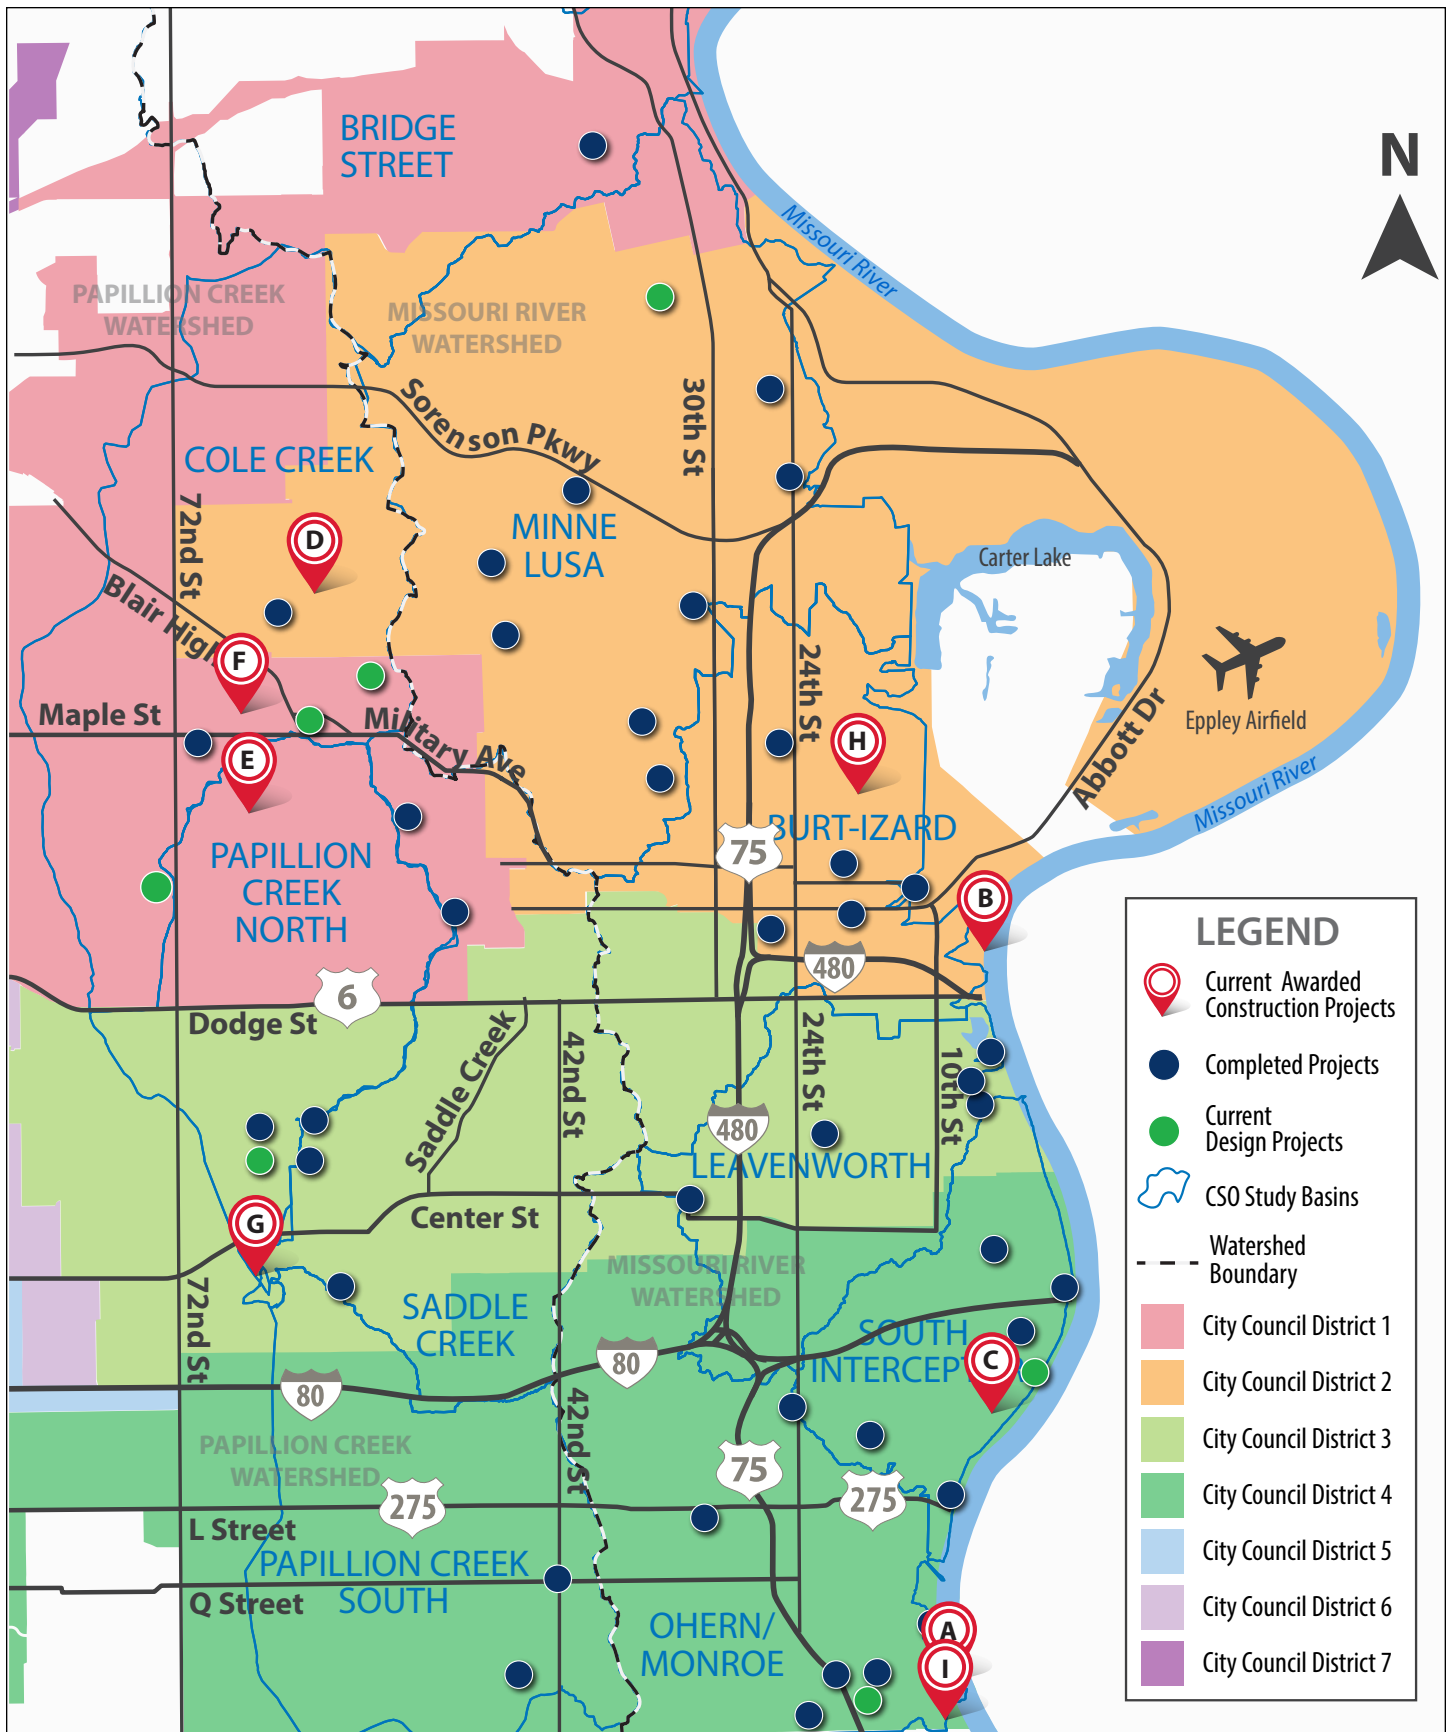 BRIDGE
STREET
N
Missouri River
PAPILLION CREEK
WATERSHED
MISSOURI RIVER
WATERSHED
Sorenson Pkwy
30th St
COLE CREEK
72nd St
D
MINNE
LUSA
Carter Lake
Blair High
F
24th St
Maple St
Military Ave
H
Eppley Airfield
Abbott Dr
E
Missouri River
BURT-IZARD
75
PAPILLION
CREEK
NORTH
B
480
6
Dodge St
Saddle Creek
42nd St
24th St
10th St
480
LEAVENWORTH
G
Center St
MISSOURI RIVER
WATERSHED
72nd St
SADDLE
CREEK
SOUTH
INTERCEP
C
80
80
42nd St
PAPILLION CREEK
WATERSHED
75
275
275
L Street
PAPILLION CREEK
SOUTH
Q Street
OHERN/
MONROE
A
I
LEGEND
Current Awarded
Construction Projects
Completed Projects
Current
Design Projects
CSO Study Basins
Watershed
Boundary
City Council District 1
City Council District 2
City Council District 3
City Council District 4
City Council District 5
City Council District 6
City Council District 7